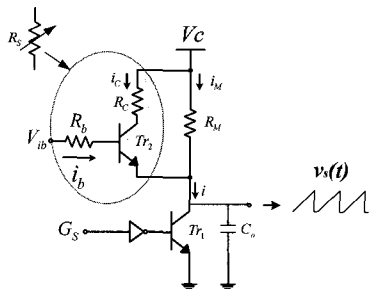 Vc
R_S
i_C
i_M
R_C
R_M
R_b
V_ib
Tr_2
i_b
i
v_s(t)
G_S
Tr_1
C_o